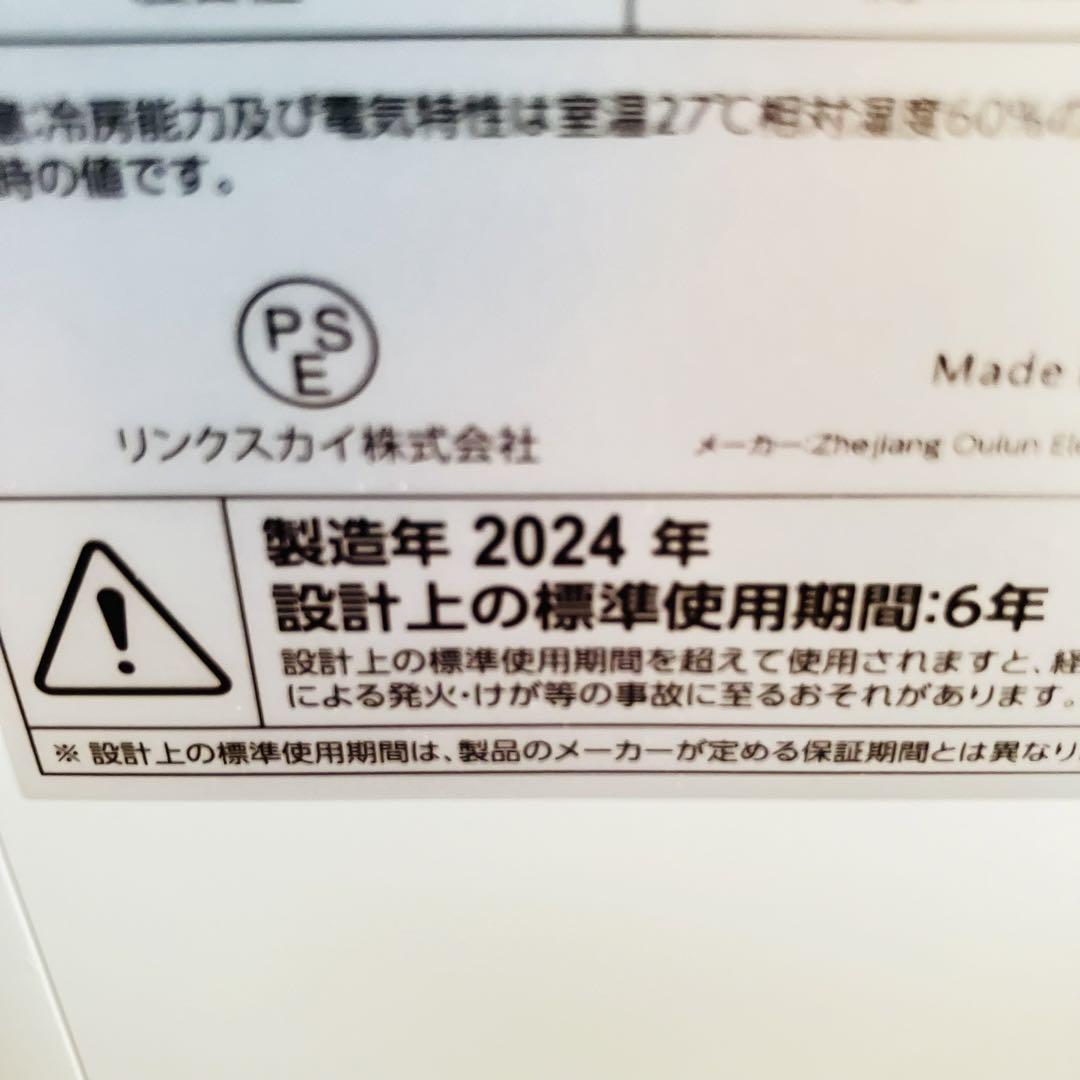 意:冷房能力及び電気特性は室温27℃相対湿度60%の
時の値です。
PSE
Made
リンクスカイ株式会社
メーカー:Zhejiang Oulun Ele
製造年 2024 年
設計上の標準使用期間:6年
設計上の標準使用期間を超えて使用されますと、経
による発火・けが等の事故に至るおそれがあります。
※ 設計上の標準使用期間は、製品のメーカーが定める保証期間とは異なり